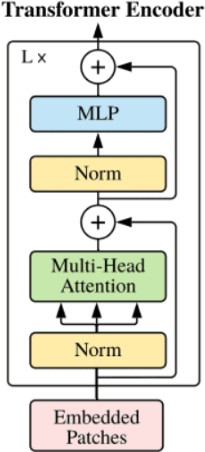 Transformer Encoder
L ×
+
MLP
Norm
+
Multi-Head
Attention
Norm
Embedded
Patches